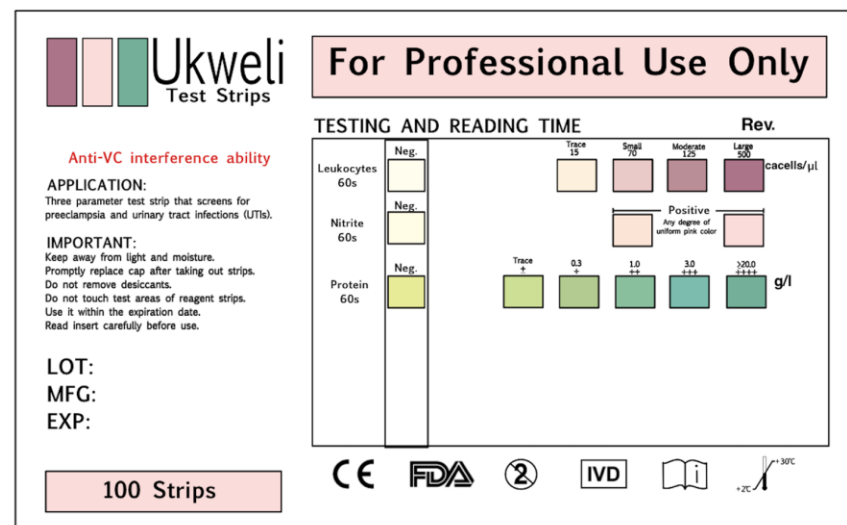 Ukweli
Test Strips
For Professional Use Only
Anti-VC interference ability
APPLICATION:
Three parameter test strip that screens for
preeclampsia and urinary tract infections (UTIs).
IMPORTANT:
Keep away from light and moisture.
Promptly replace cap after taking out strips.
Do not remove desiccants.
Do not touch test areas of reagent strips.
Use it within the expiration date.
Read insert carefully before use.
LOT:
MFG:
EXP:
100 Strips
TESTING AND READING TIME
Rev.
Leukocytes
60s
Neg.
Trace
15
Small
70
Moderate
125
Large
500
cacells/µl
Nitrite
60s
Neg.
Positive
Any degree of
uniform pink color
Protein
60s
Neg.
Trace
±
0.3
+
1.0
++
3.0
+++
≥20.0
++++
g/l
CE
FDA
2
IVD
i
+2℃
+30℃